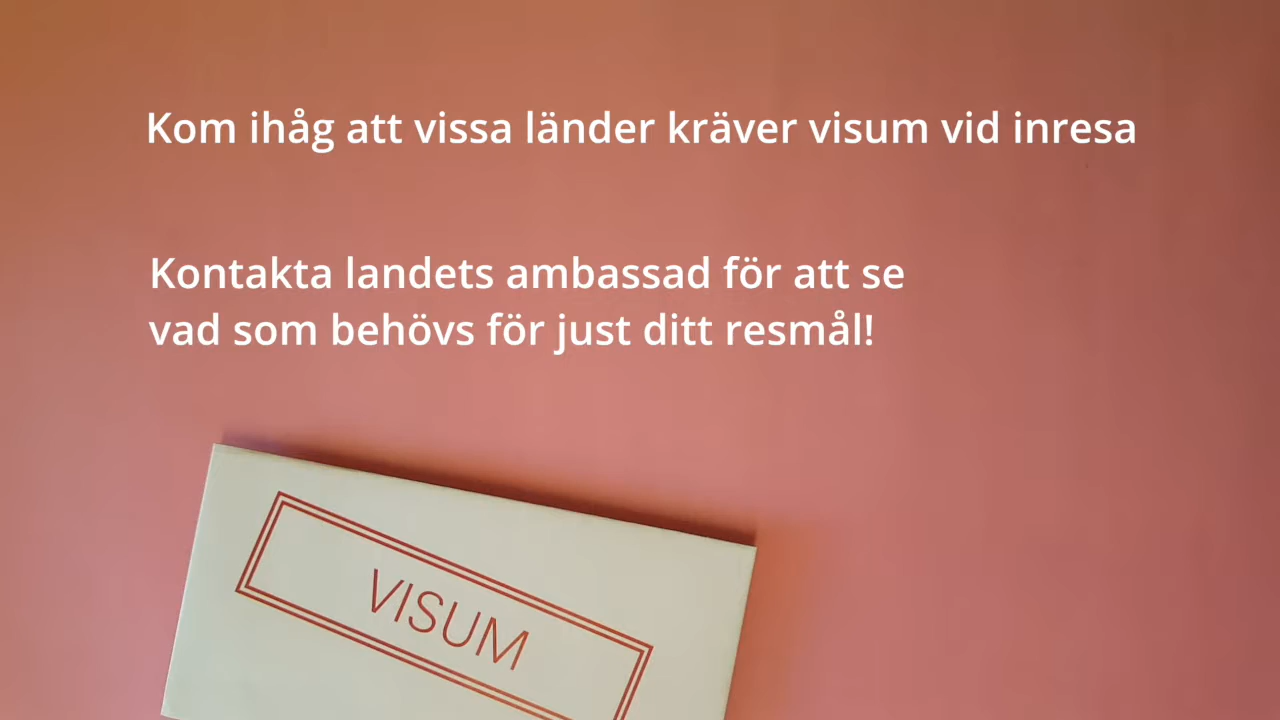 Kom ihåg att vissa länder kräver visum vid inresa
Kontakta landets ambassad för att se
vad som behövs för just ditt resmål!
VISUM